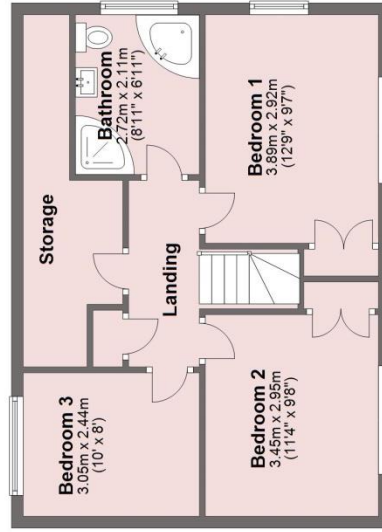 Bathroom
2.72m x 2.11m
(8'11" x 6'11")
Bedroom 1
3.89m x 2.92m
(12'9" x 9'7")
Storage
Landing
Bedroom 3
3.05m x 2.44m
(10' x 8')
Bedroom 2
3.45m x 2.95m
(11'4" x 9'8")